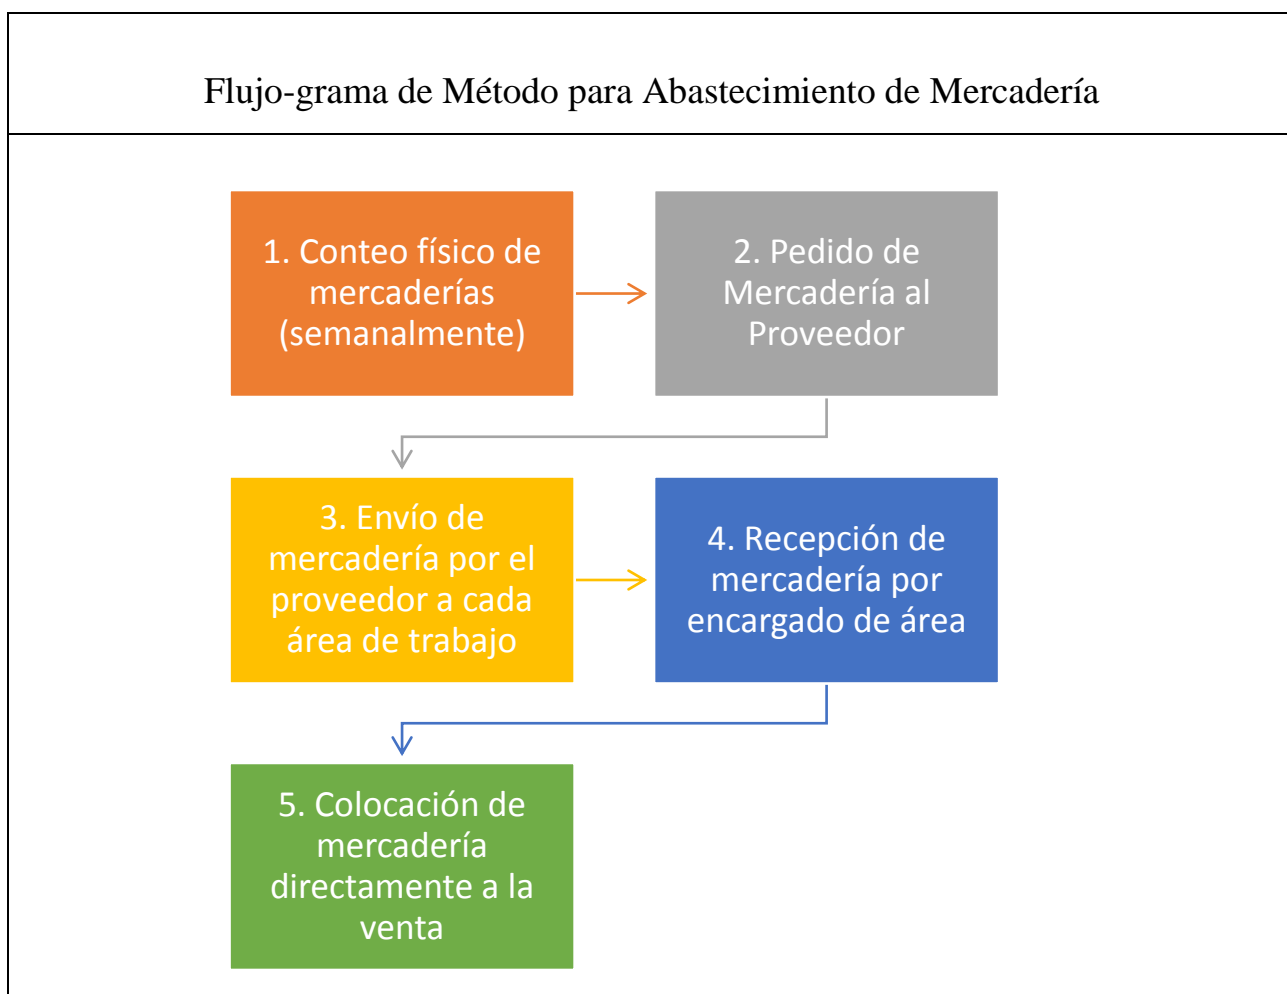 Flujo-grama de Método para Abastecimiento de Mercadería
1. Conteo físico de
mercaderías
(semanalmente)
2. Pedido de
Mercadería al
Proveedor
3. Envío de
mercadería por el
proveedor a cada
área de trabajo
4. Recepción de
mercadería por
encargado de área
5. Colocación de
mercadería
directamente a la
venta